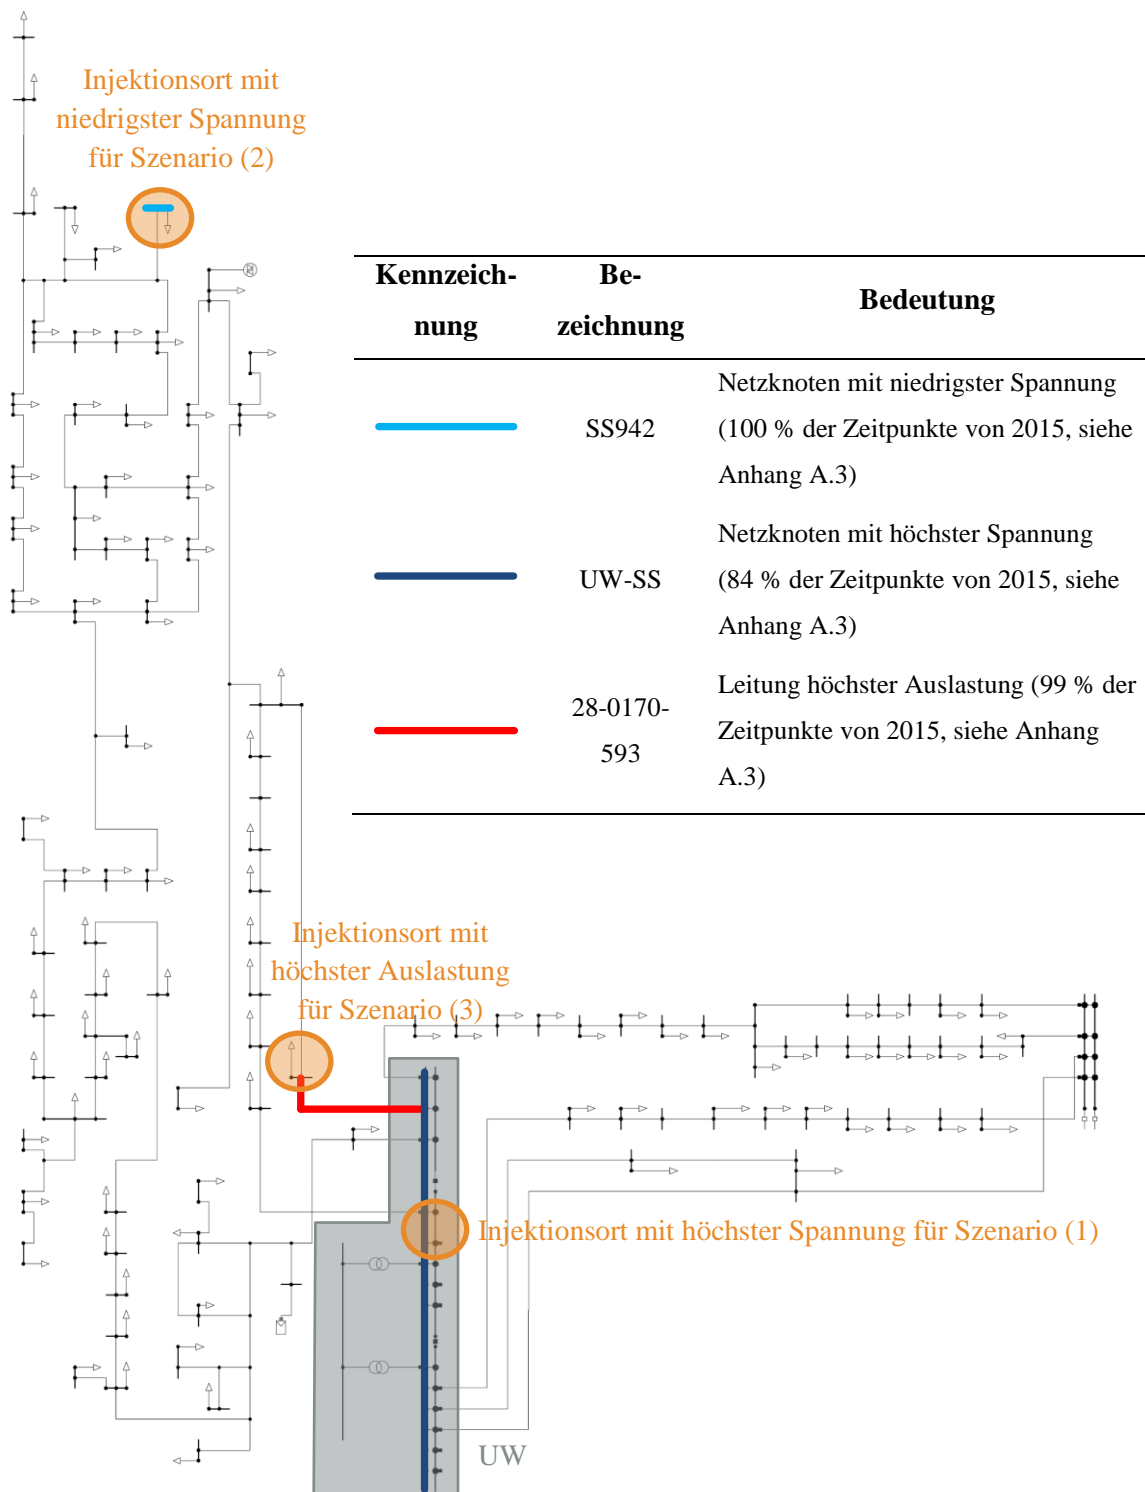 Injektionsort mit
niedrigster Spannung
für Szenario (2)
Kennzeich-
nung
Be-
zeichnung
Bedeutung
SS942
Netzknoten mit niedrigster Spannung
(100 % der Zeitpunkte von 2015, siehe
Anhang A.3)
UW-SS
Netzknoten mit höchster Spannung
(84 % der Zeitpunkte von 2015, siehe
Anhang A.3)
28-0170-
593
Leitung höchster Auslastung (99 % der
Zeitpunkte von 2015, siehe Anhang
A.3)
Injektionsort mit
höchster Auslastung
für Szenario (3)
Injektionsort mit höchster Spannung für Szenario (1)
UW